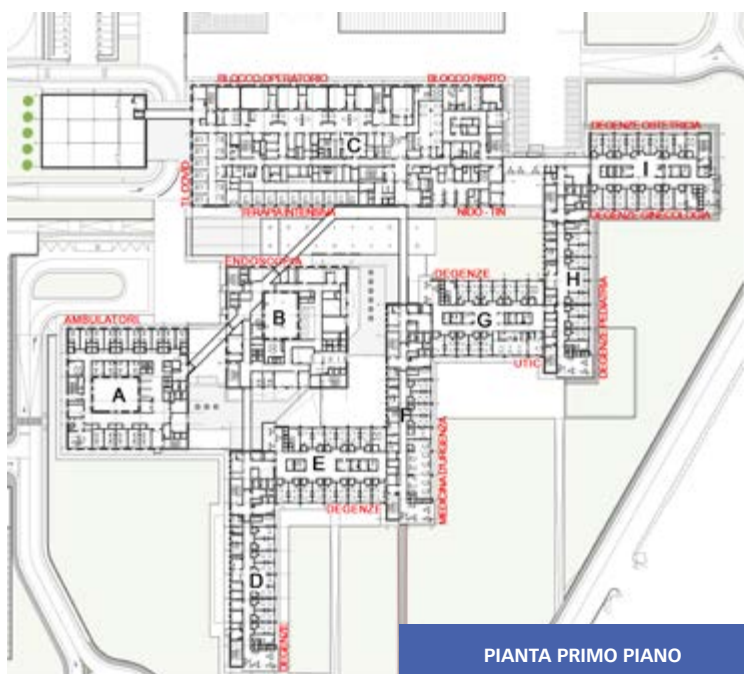 BLOCCO OPERATORIO
BLOCCO PARTO
DEGENZE OSTETRICIA
C
I
T.I. COVID
TERAPIA INTENSIVA
NIDO - TIN
DEGENZE GINECOLOGIA
ENDOSCOPIA
DEGENZE
H
DEGENZE PEDIATRIA
AMBULATORI
B
G
UTIC
A
F
MEDICINA D'URGENZA
E
DEGENZE
D
DEGENZE
PIANTA PRIMO PIANO